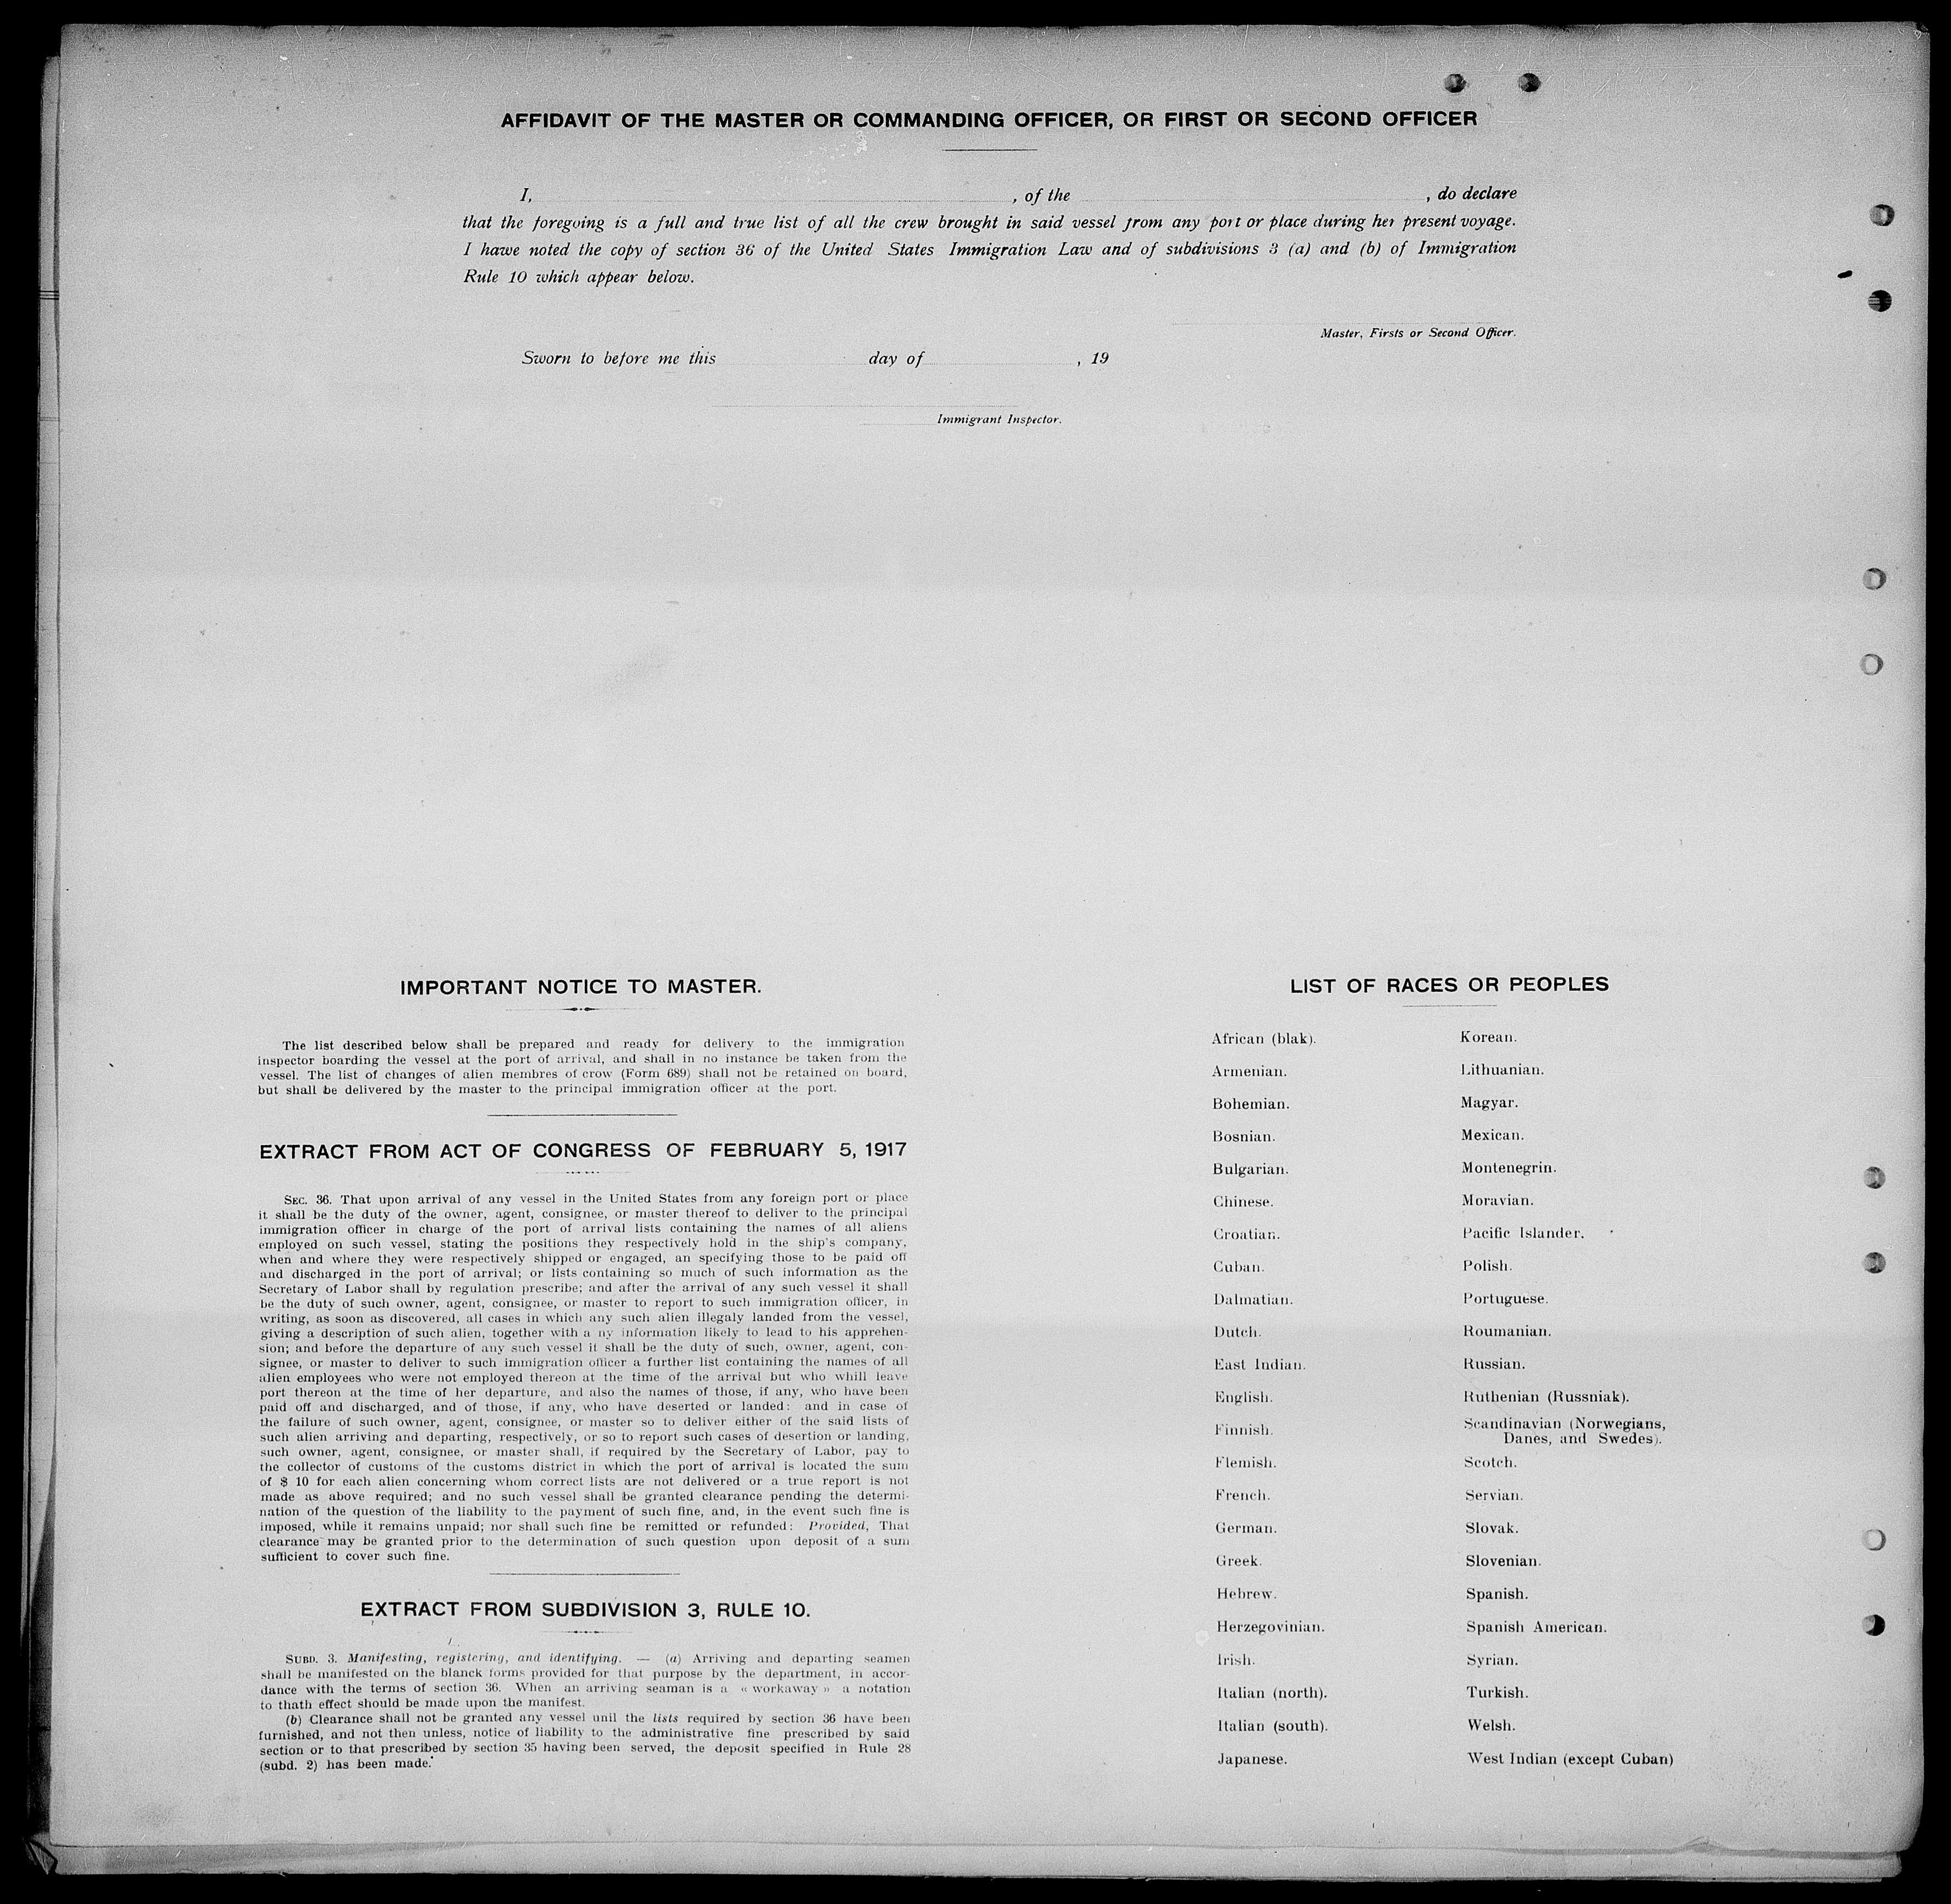 AFFIDAVIT OF THE MASTER OR COMMANDING OFFICER, OR FIRST OR SECOND OFFICER
I, , of the , do declare
that the foregoing is a full and true list of all the crew brought in said vessel from any port or place during her present voyage.
I hawe noted the copy of section 36 of the United States Immigration Law and of subdivisions 3 (a) and (b) of Immigration
Rule 10 which appear below.
Master, Firsts or Second Officer.
Sworn to before me this day of , 19
Immigrant Inspector.
IMPORTANT NOTICE TO MASTER.
The list described below shall be prepared and ready for delivery to the immigration
inspector boarding the vessel at the port of arrival, and shall in no instance be taken from the
vessel. The list of changes of alien membres of crow (Form 689) shall not be retained on board,
but shall be delivered by the master to the principal immigration officer at the port.
EXTRACT FROM ACT OF CONGRESS OF FEBRUARY 5, 1917
SEC. 36. That upon arrival of any vessel in the United States from any foreign port or place
it shall be the duty of the owner, agent, consignee, or master thereof to deliver to the principal
immigration officer in charge of the port of arrival lists containing the names of all aliens
employed on such vessel, stating the positions they respectively hold in the ship's company,
when and where they were respectively shipped or engaged, an specifying those to be paid off
and discharged in the port of arrival; or lists containing so much of such information as the
Secretary of Labor shall by regulation prescribe; and after the arrival of any such vessel it shall
be the duty of such owner, agent, consignee, or master to report to such immigration officer, in
writing, as soon as discovered, all cases in which any such alien illegaly landed from the vessel,
giving a description of such alien, together with a ny information likely to lead to his apprehen-
sion; and before the departure of any such vessel it shall be the duty of such, owner, agent, con-
signee, or master to deliver to such immigration officer a further list containing the names of all
alien employees who were not employed thereon at the time of the arrival but who whill leave
port thereon at the time of her departure, and also the names of those, if any, who have been
paid off and discharged, and of those, if any, who have deserted or landed: and in case of
the failure of such owner, agent, consignee, or master so to deliver either of the said lists of
such alien arriving and departing, respectively, or so to report such cases of desertion or landing,
such owner, agent, consignee, or master shall, if required by the Secretary of Labor, pay to
the collector of customs of the customs district in which the port of arrival is located the sum
of $ 10 for each alien concerning whom correct lists are not delivered or a true report is not
made as above required; and no such vessel shall be granted clearance pending the determi-
nation of the question of the liability to the payment of such fine, and, in the event such fine is
imposed, while it remains unpaid; nor shall such fine be remitted or refunded: Provided, That
clearance may be granted prior to the determination of such question upon deposit of a sum
sufficient to cover such fine.
EXTRACT FROM SUBDIVISION 3, RULE 10.
SUBD. 3. Manifesting, registering, and identifying. — (a) Arriving and departing seamen
shall be manifested on the blanck forms provided for that purpose by the department, in accor-
dance with the terms of section 36. When an arriving seaman is a « workaway » a notation
to thath effect should be made upon the manifest.
(b) Clearance shall not be granted any vessel unil the lists required by section 36 have been
furnished, and not then unless, notice of liability to the administrative fine prescribed by said
section or to that prescribed by section 35 having been served, the deposit specified in Rule 28
(subd. 2) has been made.
LIST OF RACES OR PEOPLES
African (blak).
Armenian.
Bohemian.
Bosnian.
Bulgarian.
Chinese.
Croatian.
Cuban.
Dalmatian.
Dutch.
East Indian.
English.
Finnish.
Flemish.
French.
German.
Greek.
Hebrew.
Herzegovinian.
Irish.
Italian (north).
Italian (south).
Japanese.
Korean.
Lithuanian.
Magyar.
Mexican.
Montenegrin.
Moravian.
Pacific Islander.
Polish.
Portuguese.
Roumanian.
Russian.
Ruthenian (Russniak).
Scandinavian (Norwegians,
Danes, and Swedes).
Scotch.
Servian.
Slovak.
Slovenian.
Spanish.
Spanish American.
Syrian.
Turkish.
Welsh.
West Indian (except Cuban)